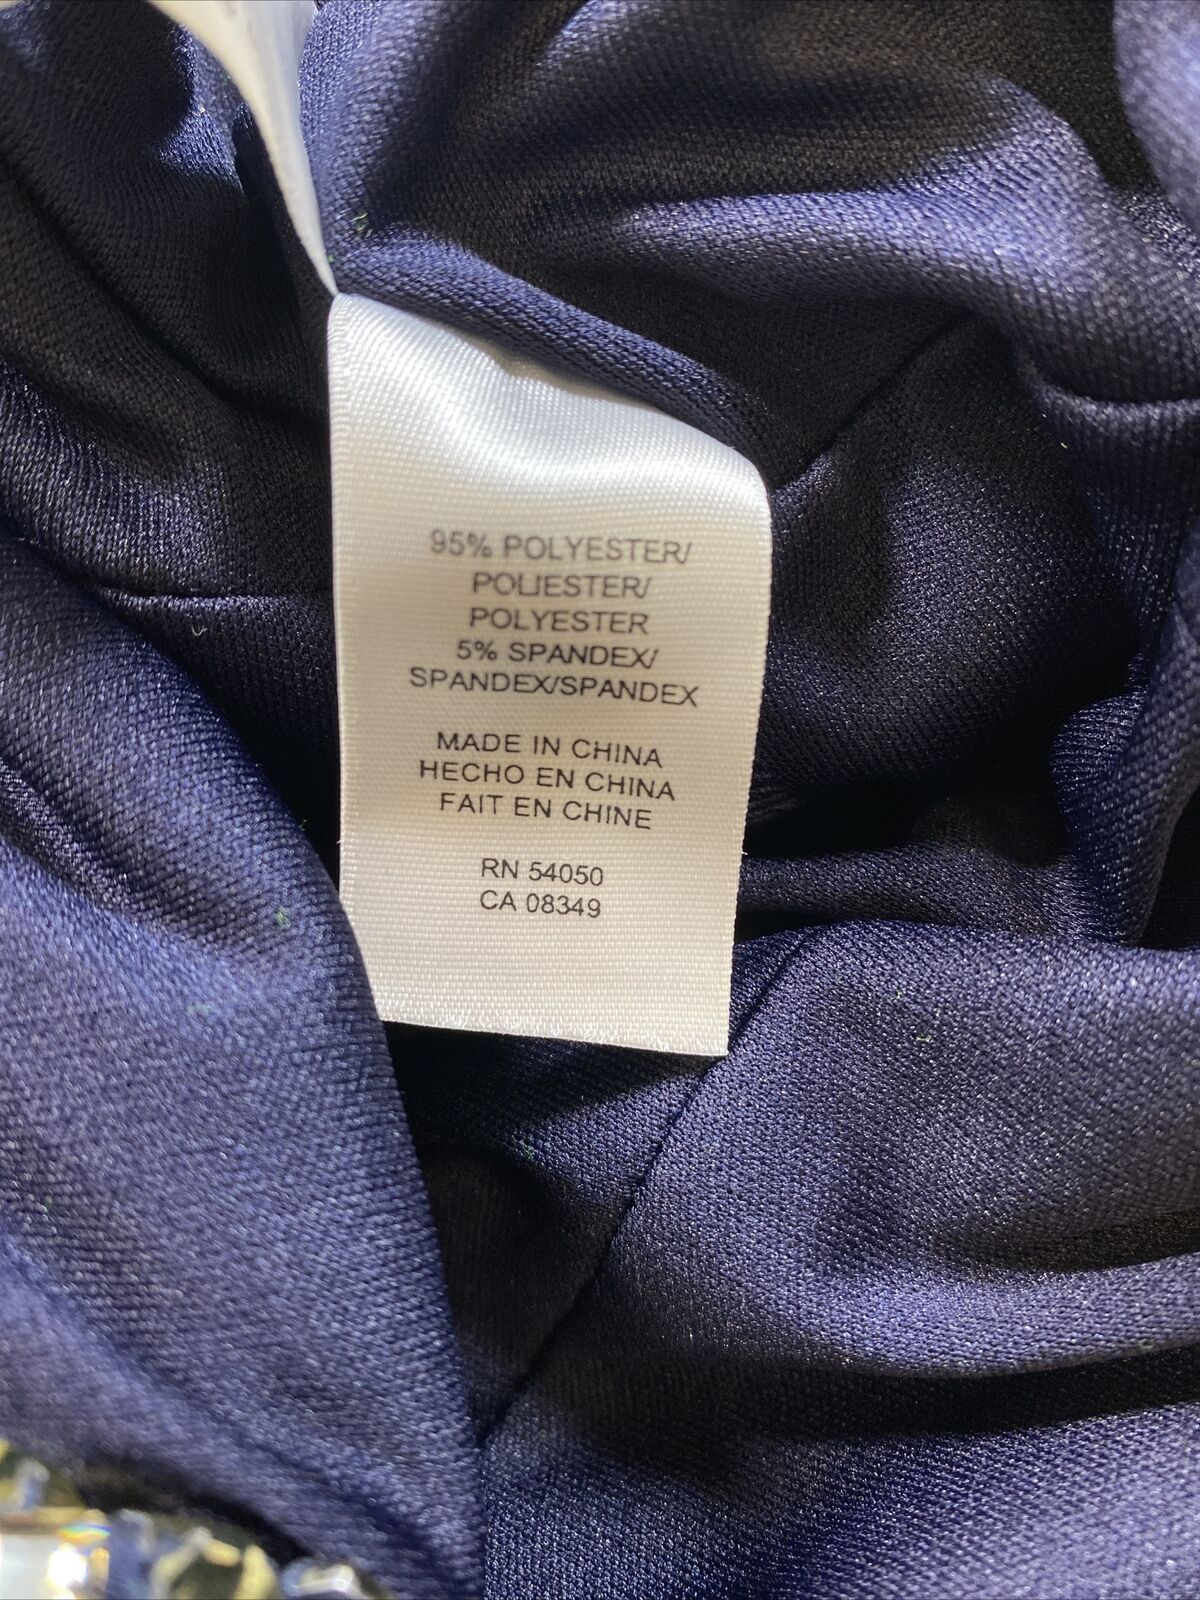 95% POLYESTER/
POLIESTER/
POLYESTER
5% SPANDEX/
SPANDEX/SPANDEX
MADE IN CHINA
HECHO EN CHINA
FAIT EN CHINE
RN 54050
CA 08349